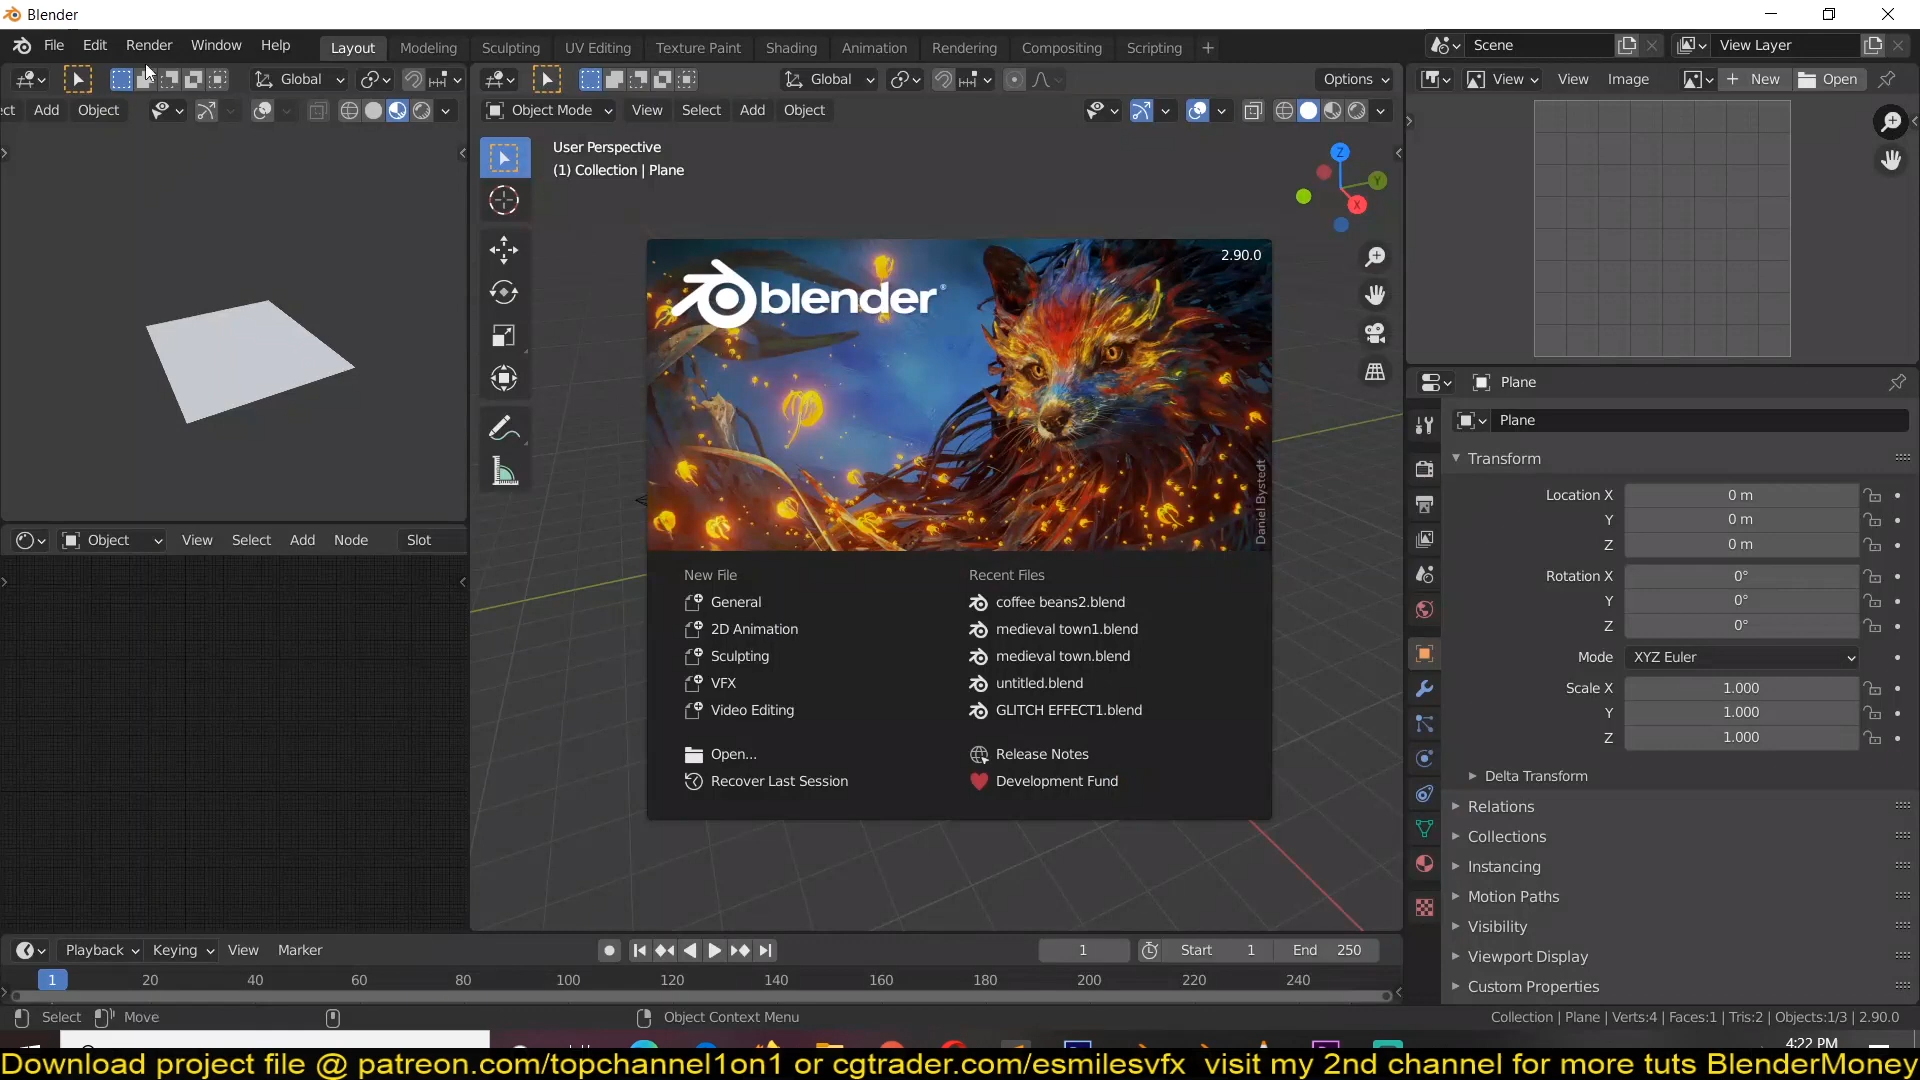 Blender
File Edit Render Window Help
Layout Modeling Sculpting UV Editing Texture Paint Shading Animation Rendering Compositing Scripting
Scene View Layer
Global
Global Options
View View Image New Open
ect Add Object
Object Mode View Select Add Object
User Perspective
(1) Collection | Plane
Z
Y
X
2.90.0
blender
Daniel Bystedt
New File
General
2D Animation
Sculpting
VFX
Video Editing
Open...
Recover Last Session
Recent Files
coffee beans2.blend
medieval town1.blend
medieval town.blend
untitled.blend
GLITCH EFFECT1.blend
Release Notes
Development Fund
Plane
Plane
Transform
Location X 0 m
Y 0 m
Z 0 m
Rotation X 0°
Y 0°
Z 0°
Mode XYZ Euler
Scale X 1.000
Y 1.000
Z 1.000
Delta Transform
Relations
Collections
Instancing
Motion Paths
Visibility
Viewport Display
Custom Properties
Object View Select Add Node Slot
Playback Keying View Marker 1 Start 1 End 250
1 20 40 60 80 100 120 140 160 180 200 220 240
Select Move Object Context Menu
Collection | Plane | Verts:4 | Faces:1 | Tris:2 | Objects:1/3 | 2.90.0
4:22 PM
Download project file @ patreon.com/topchannel1on1 or cgtrader.com/esmilesvfx visit my 2nd channel for more tuts BlenderMoney